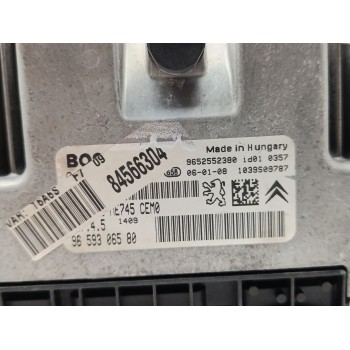 Made in Hungary
BO
9652552380 1d01 0357
84566304
06-01-08 1039S09787
745 CEM0
.4.5 1409
96 593 065 80